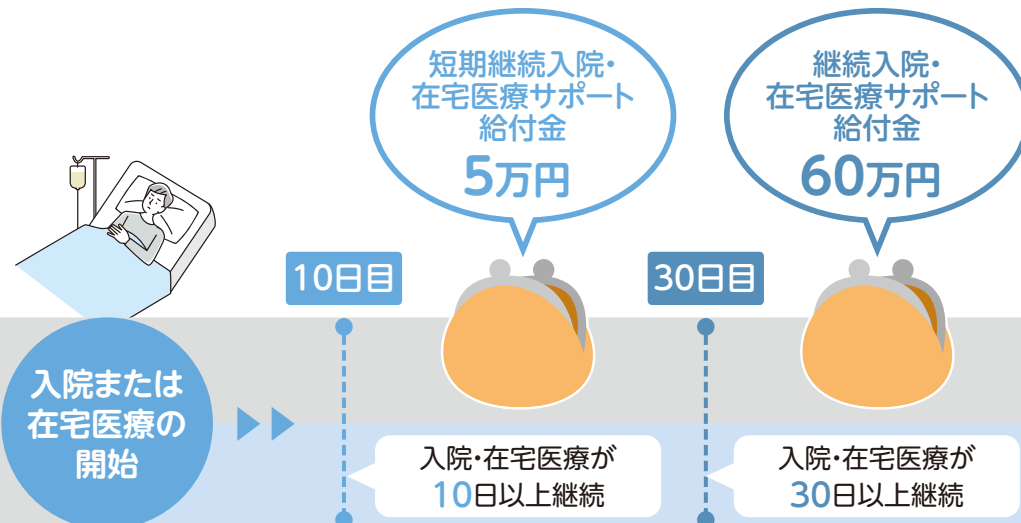 短期継続入院・
在宅医療サポート
給付金
5万円
継続入院・
在宅医療サポート
給付金
60万円
10日目
30日目
入院または
在宅医療の
開始
入院・在宅医療が
10日以上継続
入院・在宅医療が
30日以上継続